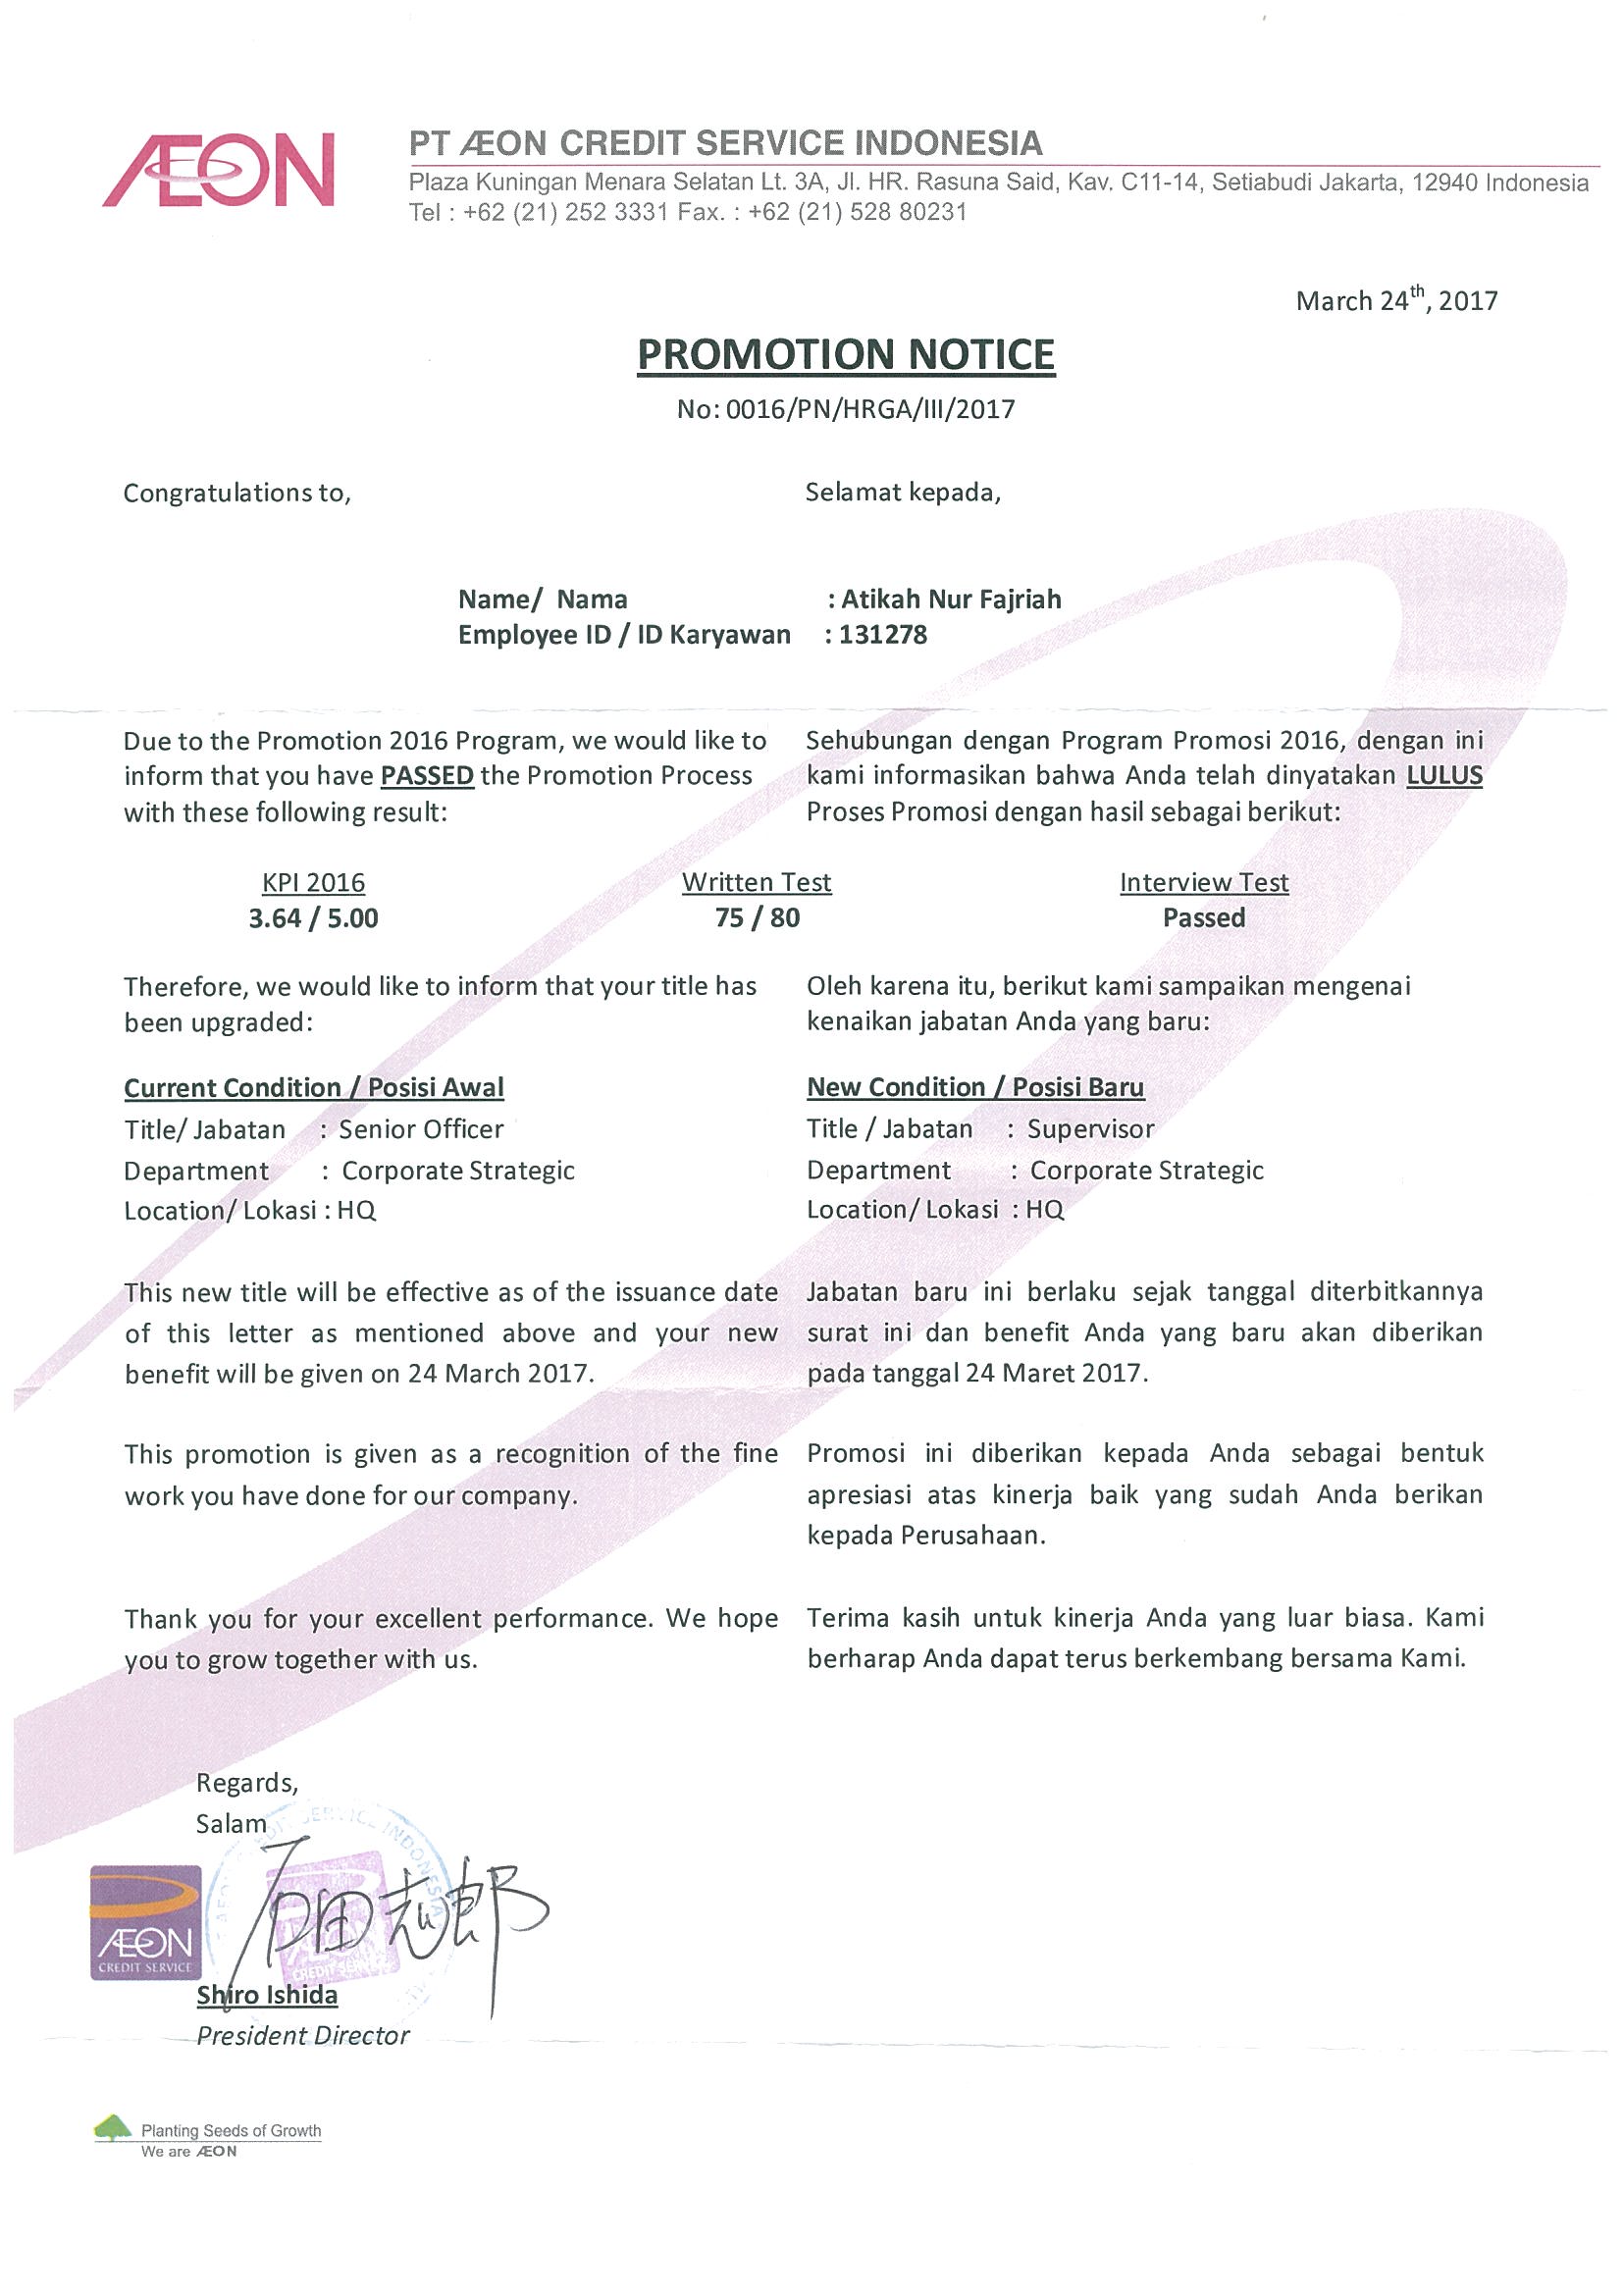 ÆON
PT ÆON CREDIT SERVICE INDONESIA
Plaza Kuningan Menara Selatan Lt. 3A, Jl. HR. Rasuna Said, Kav. C11-14, Setiabudi Jakarta, 12940 Indonesia
Tel : +62 (21) 252 3331 Fax. : +62 (21) 528 80231
March 24th, 2017
PROMOTION NOTICE
No: 0016/PN/HRGA/III/2017
Congratulations to,
Selamat kepada,
Name/ Nama : Atikah Nur Fajriah
Employee ID / ID Karyawan : 131278
Due to the Promotion 2016 Program, we would like to
inform that you have PASSED the Promotion Process
with these following result:
Sehubungan dengan Program Promosi 2016, dengan ini
kami informasikan bahwa Anda telah dinyatakan LULUS
Proses Promosi dengan hasil sebagai berikut:
KPI 2016 Written Test Interview Test
3.64 / 5.00 75 / 80 Passed
Therefore, we would like to inform that your title has
been upgraded:
Oleh karena itu, berikut kami sampaikan mengenai
kenaikan jabatan Anda yang baru:
Current Condition / Posisi Awal
Title/ Jabatan : Senior Officer
Department : Corporate Strategic
Location/ Lokasi : HQ
New Condition / Posisi Baru
Title / Jabatan : Supervisor
Department : Corporate Strategic
Location/ Lokasi : HQ
This new title will be effective as of the issuance date
of this letter as mentioned above and your new
benefit will be given on 24 March 2017.
Jabatan baru ini berlaku sejak tanggal diterbitkannya
surat ini dan benefit Anda yang baru akan diberikan
pada tanggal 24 Maret 2017.
This promotion is given as a recognition of the fine
work you have done for our company.
Promosi ini diberikan kepada Anda sebagai bentuk
apresiasi atas kinerja baik yang sudah Anda berikan
kepada Perusahaan.
Thank you for your excellent performance. We hope
you to grow together with us.
Terima kasih untuk kinerja Anda yang luar biasa. Kami
berharap Anda dapat terus berkembang bersama Kami.
Regards,
Salam
ÆON
CREDIT SERVICE
CREDIT SERVICE INDONESIA
ÆON
CREDIT SERVICE
石田志郎
Shiro Ishida
President Director
Planting Seeds of Growth
We are ÆON